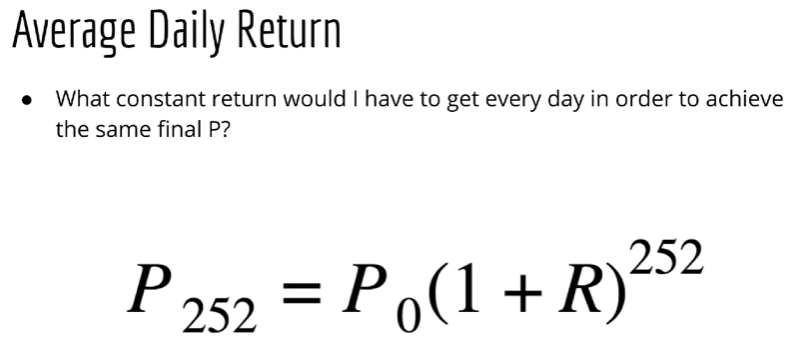 Average Daily Return
● What constant return would I have to get every day in order to achieve
the same final P?
P₂₅₂ = P₀(1 + R)²⁵²